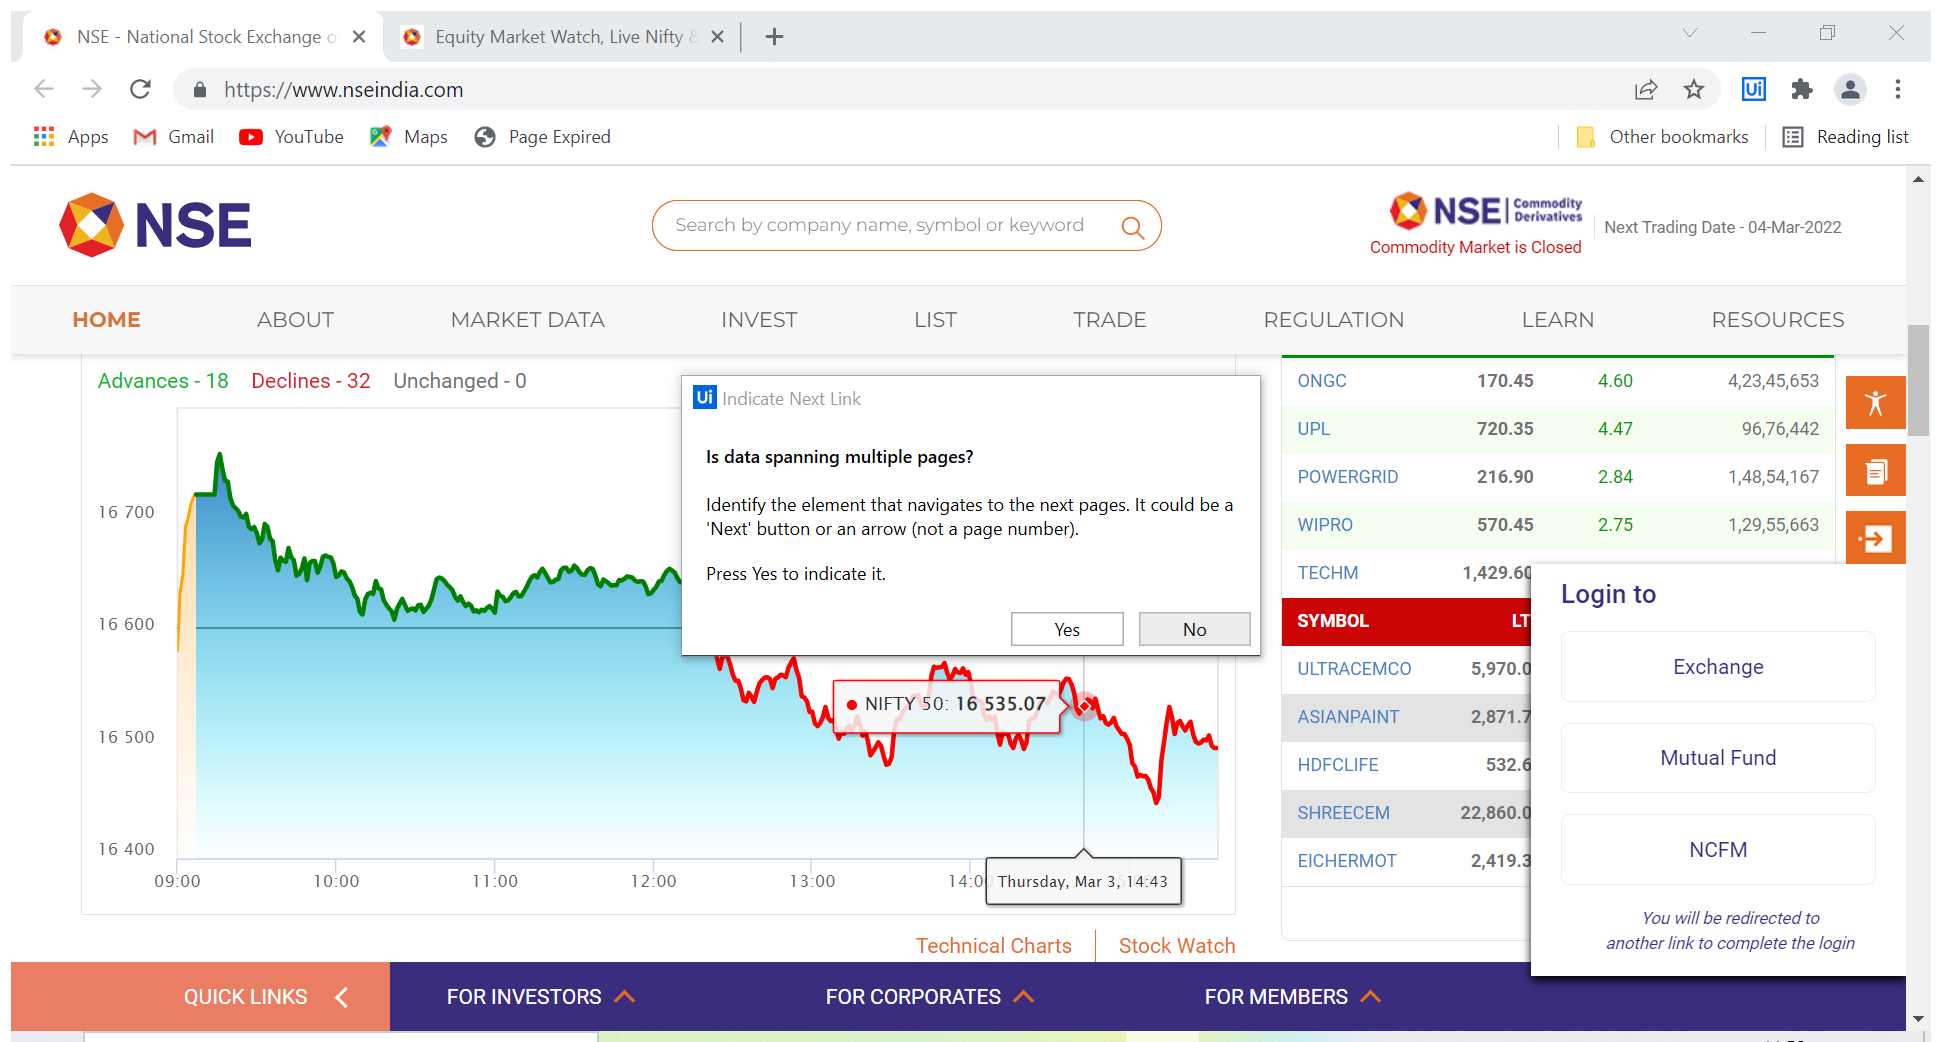 NSE - National Stock Exchange o
Equity Market Watch, Live Nifty &
https://www.nseindia.com
Ui
Apps
Gmail
YouTube
Maps
Page Expired
Other bookmarks
Reading list
NSE
Search by company name, symbol or keyword
NSE Commodity Derivatives
Commodity Market is Closed
Next Trading Date - 04-Mar-2022
HOME ABOUT MARKET DATA INVEST LIST TRADE REGULATION LEARN RESOURCES
Advances - 18 Declines - 32 Unchanged - 0
16 700
16 600
16 500
16 400
09:00 10:00 11:00 12:00 13:00 14:0
NIFTY 50: 16 535.07
Thursday, Mar 3, 14:43
Technical Charts
Stock Watch
Ui Indicate Next Link
Is data spanning multiple pages?
Identify the element that navigates to the next pages. It could be a
'Next' button or an arrow (not a page number).
Press Yes to indicate it.
Yes
No
ONGC 170.45 4.60 4,23,45,653
UPL 720.35 4.47 96,76,442
POWERGRID 216.90 2.84 1,48,54,167
WIPRO 570.45 2.75 1,29,55,663
TECHM 1,429.60
SYMBOL LT
ULTRACEMCO 5,970.0
ASIANPAINT 2,871.7
HDFCLIFE 532.6
SHREECEM 22,860.0
EICHERMOT 2,419.3
Login to
Exchange
Mutual Fund
NCFM
You will be redirected to
another link to complete the login
QUICK LINKS
FOR INVESTORS
FOR CORPORATES
FOR MEMBERS